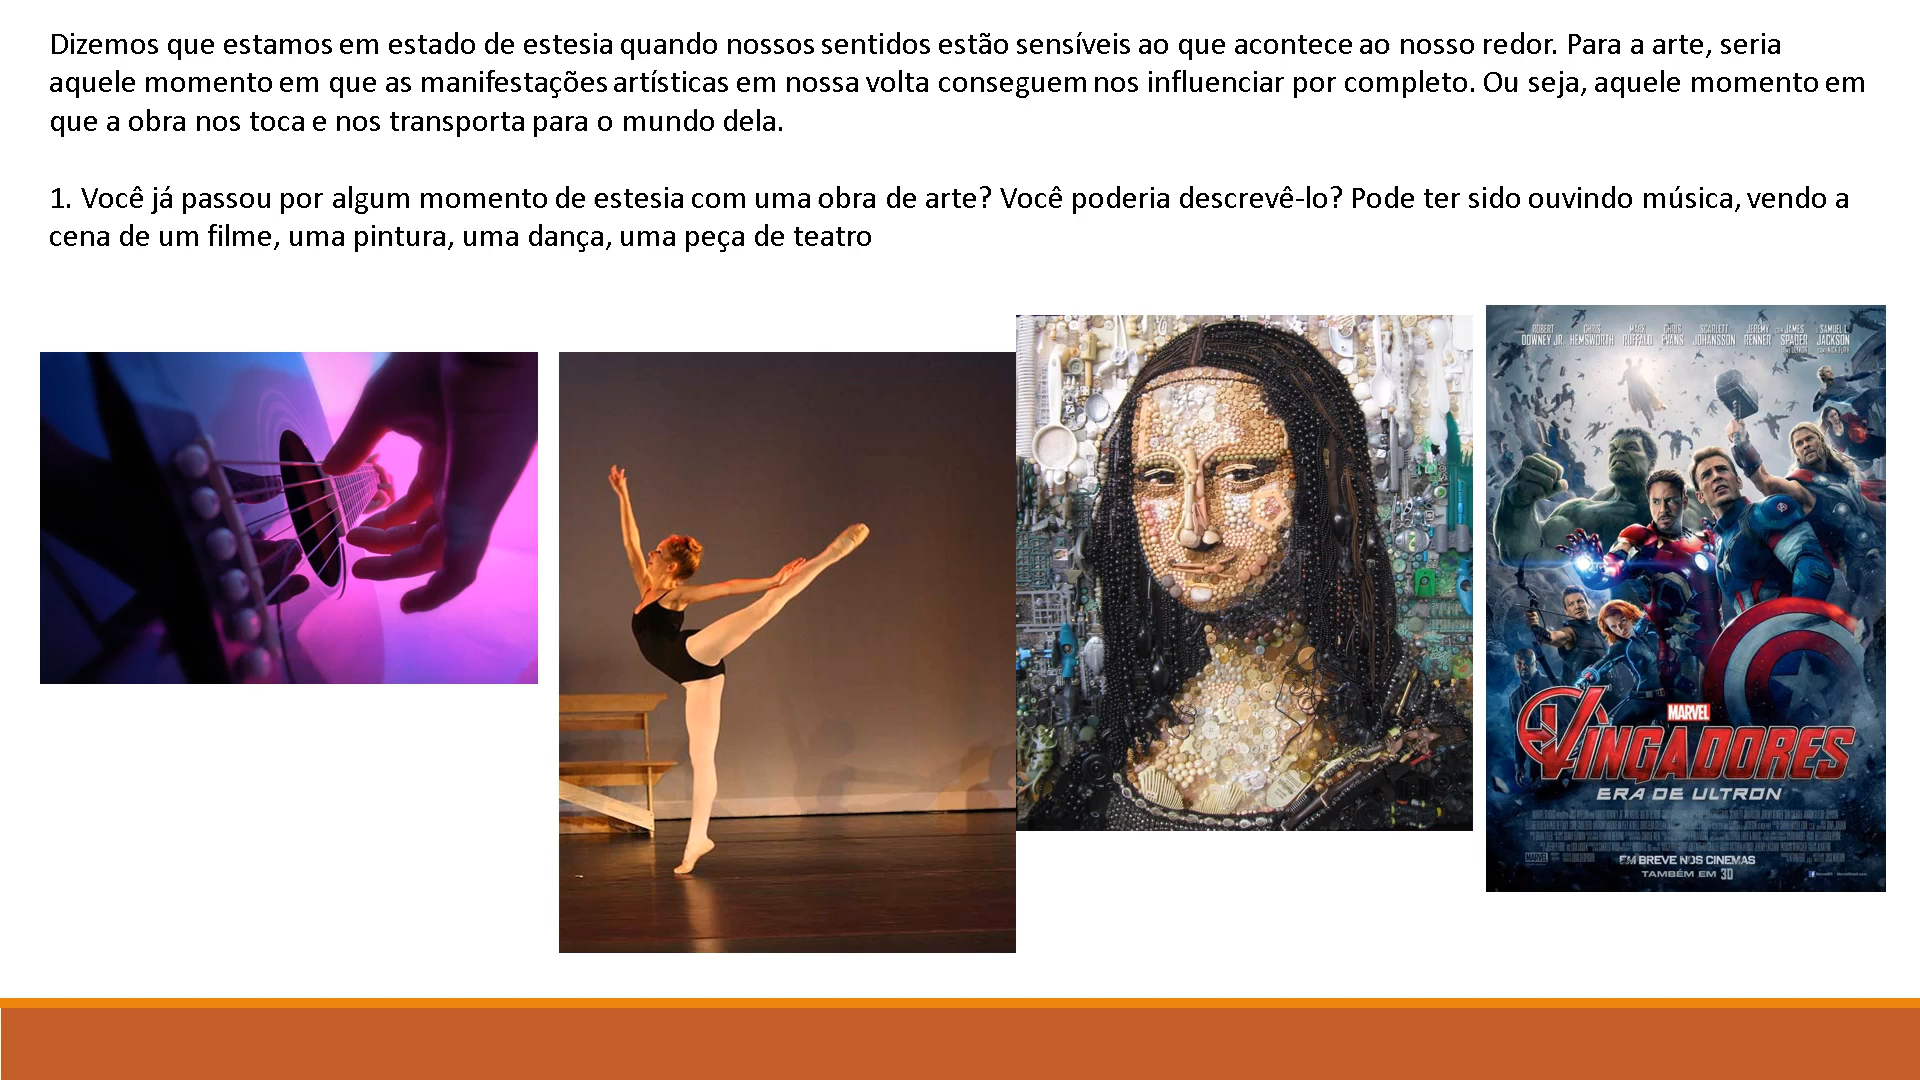 Dizemos que estamos em estado de estesia quando nossos sentidos estão sensíveis ao que acontece ao nosso redor. Para a arte, seria
aquele momento em que as manifestações artísticas em nossa volta conseguem nos influenciar por completo. Ou seja, aquele momento em
que a obra nos toca e nos transporta para o mundo dela.
1. Você já passou por algum momento de estesia com uma obra de arte? Você poderia descrevê-lo? Pode ter sido ouvindo música, vendo a
cena de um filme, uma pintura, uma dança, uma peça de teatro
ROBERT DOWNEY JR. CHRIS HEMSWORTH MARK RUFFALO CHRIS EVANS SCARLETT JOHANSSON JEREMY RENNER JAMES SPADER SAMUEL L. JACKSON
MARVEL
VINGADORES
ERA DE ULTRON
EM BREVE NOS CINEMAS
TAMBÉM EM 3D